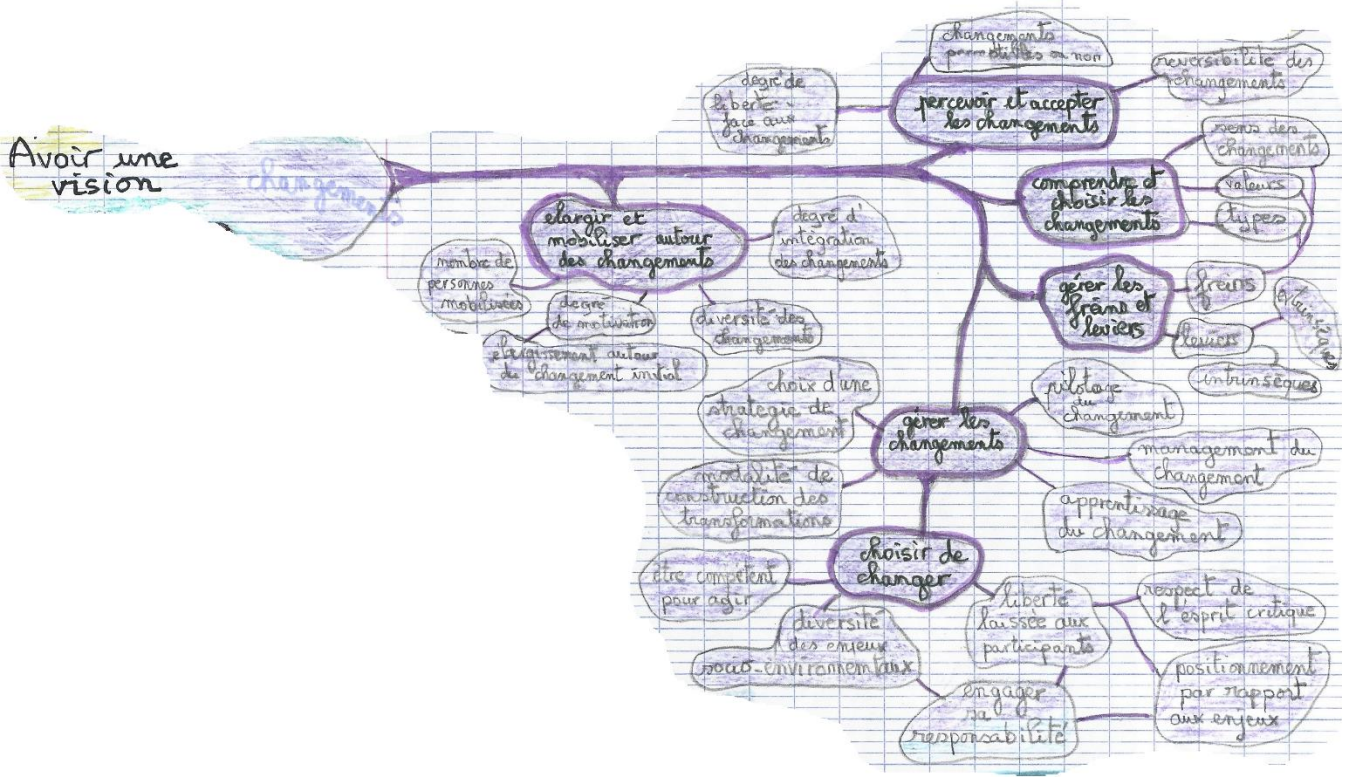 Avoir une
vision
changements
changements
perceptibles ou non
degré de
liberté
face aux
changements
percevoir et accepter
les changements
reversibilité des
changements
sens des
changements
comprendre et
choisir les
changements
valeurs
types
elargir et
mobiliser autour
des changements
degré d'
intégration
des changements
nombre de
personnes
mobilisées
degré
de motivation
diversité des
changements
elargissement autour
du changement initial
gérer les
freins et
leviers
freins
leviers
extrinsèques
intrinsèques
choix d'une
stratégie de
changement
gérer les
changements
pilotage
du
changement
management du
changement
modalité de
construction des
transformations
apprentissage
du changement
choisir de
changer
être compétent
pour agir
diversité
des enjeux
socio-environnementaux
liberté
laissée aux
participants
respect de
l'esprit critique
positionnement
par rapport
aux enjeux
engager
sa
responsabilité